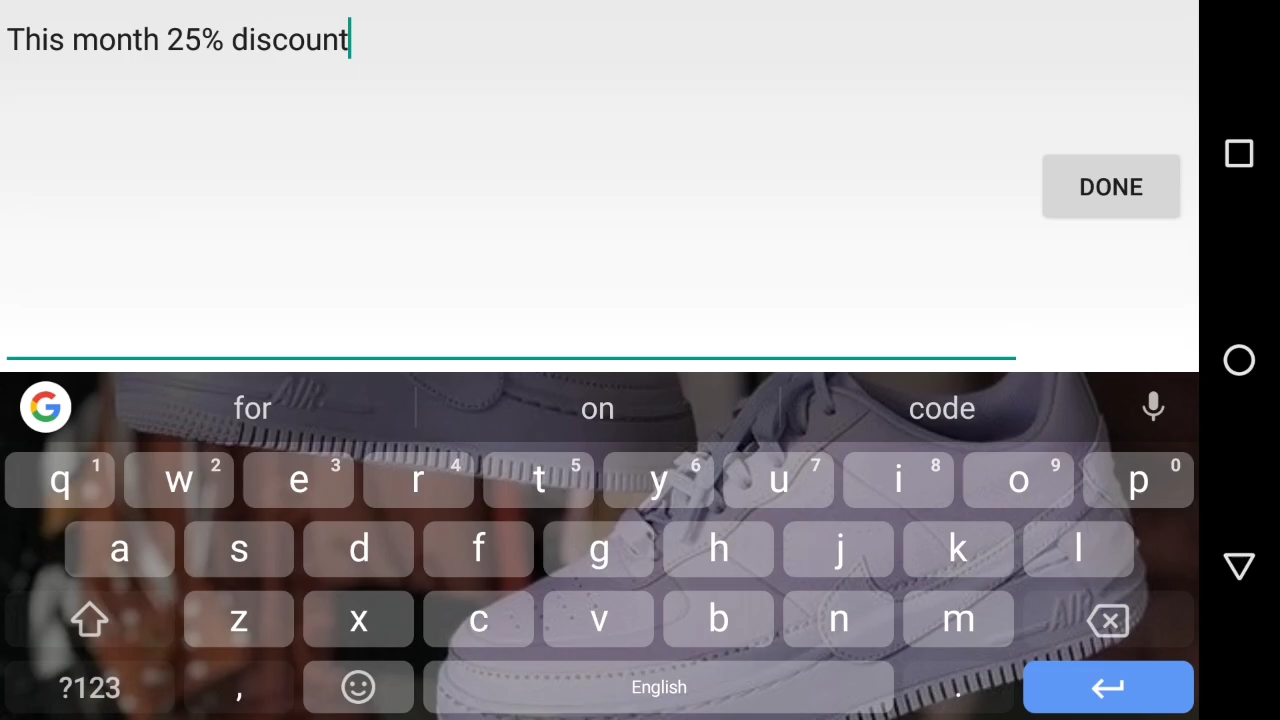 This month 25% discount
DONE
for on code
q 1 w 2 e 3 r 4 t 5 y 6 u 7 i 8 o 9 p 0
a s d f g h j k l
z x c v b n m
?123 , English .